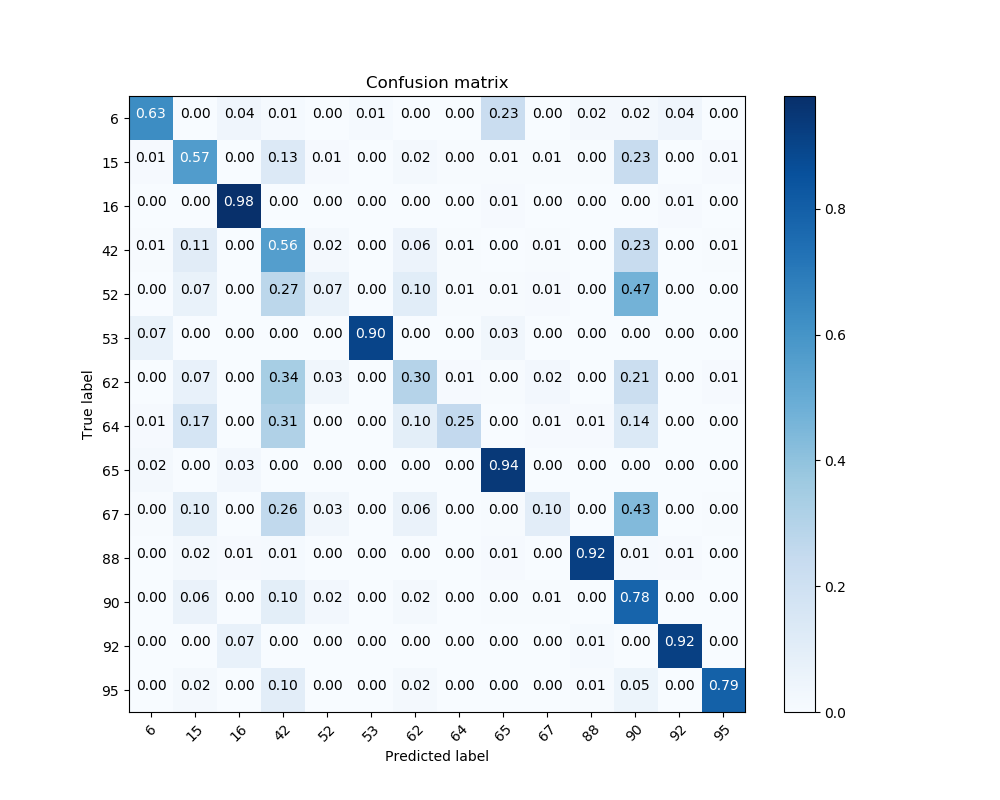 Confusion matrix
6 0.63 0.00 0.04 0.01 0.00 0.01 0.00 0.00 0.23 0.00 0.02 0.02 0.04 0.00
15 0.01 0.57 0.00 0.13 0.01 0.00 0.02 0.00 0.01 0.01 0.00 0.23 0.00 0.01
16 0.00 0.00 0.98 0.00 0.00 0.00 0.00 0.00 0.01 0.00 0.00 0.00 0.01 0.00
42 0.01 0.11 0.00 0.56 0.02 0.00 0.06 0.01 0.00 0.01 0.00 0.23 0.00 0.01
52 0.00 0.07 0.00 0.27 0.07 0.00 0.10 0.01 0.01 0.01 0.00 0.47 0.00 0.00
53 0.07 0.00 0.00 0.00 0.00 0.90 0.00 0.00 0.03 0.00 0.00 0.00 0.00 0.00
62 0.00 0.07 0.00 0.34 0.03 0.00 0.30 0.01 0.00 0.02 0.00 0.21 0.00 0.01
64 0.01 0.17 0.00 0.31 0.00 0.00 0.10 0.25 0.00 0.01 0.01 0.14 0.00 0.00
65 0.02 0.00 0.03 0.00 0.00 0.00 0.00 0.00 0.94 0.00 0.00 0.00 0.00 0.00
67 0.00 0.10 0.00 0.26 0.03 0.00 0.06 0.00 0.00 0.10 0.00 0.43 0.00 0.00
88 0.00 0.02 0.01 0.01 0.00 0.00 0.00 0.00 0.01 0.00 0.92 0.01 0.01 0.00
90 0.00 0.06 0.00 0.10 0.02 0.00 0.02 0.00 0.00 0.01 0.00 0.78 0.00 0.00
92 0.00 0.00 0.07 0.00 0.00 0.00 0.00 0.00 0.00 0.00 0.01 0.00 0.92 0.00
95 0.00 0.02 0.00 0.10 0.00 0.00 0.02 0.00 0.00 0.00 0.01 0.05 0.00 0.79
6 15 16 42 52 53 62 64 65 67 88 90 92 95
Predicted label
True label
0.8
0.6
0.4
0.2
0.0